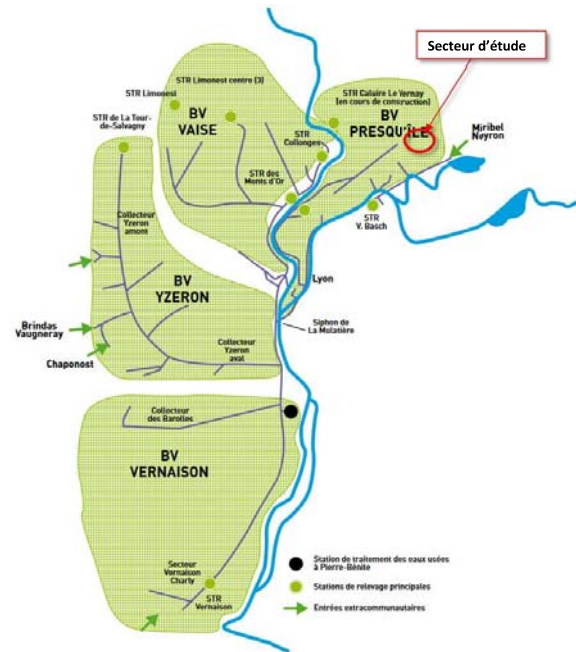 Secteur d'étude
STR Limonest centre (3)
STR Limonest
BV
VAISE
STR Caluire Le Vernay
(en cours de construction)
BV
PRESQU'ÎLE
Miribel
Neyron
STR de La Tour-
de-Salvagny
STR
Collonges
STR des
Monts d'Or
STR
V. Basch
Collecteur
Yzeron
amont
BV
YZERON
Lyon
Brindas
Vaugneray
Siphon de
La Mulatière
Chaponost
Collecteur
Yzeron
aval
Collecteur
des Barolles
BV
VERNAISON
Secteur
Vernaison
Charly
STR
Vernaison
Station de traitement des eaux usées
à Pierre-Bénite
Stations de relevage principales
Entrées extracommunautaires